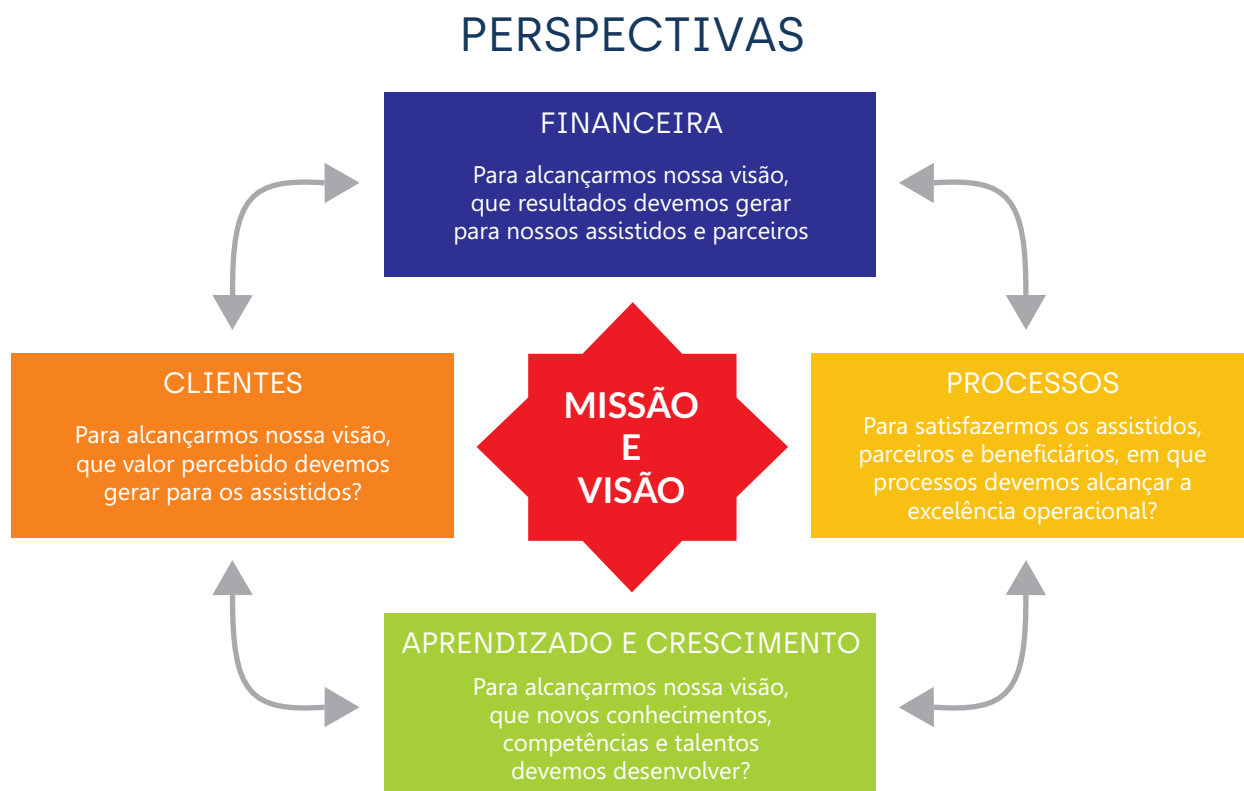 PERSPECTIVAS
FINANCEIRA
Para alcançarmos nossa visão,
que resultados devemos gerar
para nossos assistidos e parceiros
CLIENTES
Para alcançarmos nossa visão,
que valor percebido devemos
gerar para os assistidos?
MISSÃO
E
VISÃO
PROCESSOS
Para satisfazermos os assistidos,
parceiros e beneficiários, em que
processos devemos alcançar a
excelência operacional?
APRENDIZADO E CRESCIMENTO
Para alcançarmos nossa visão,
que novos conhecimentos,
competências e talentos
devemos desenvolver?